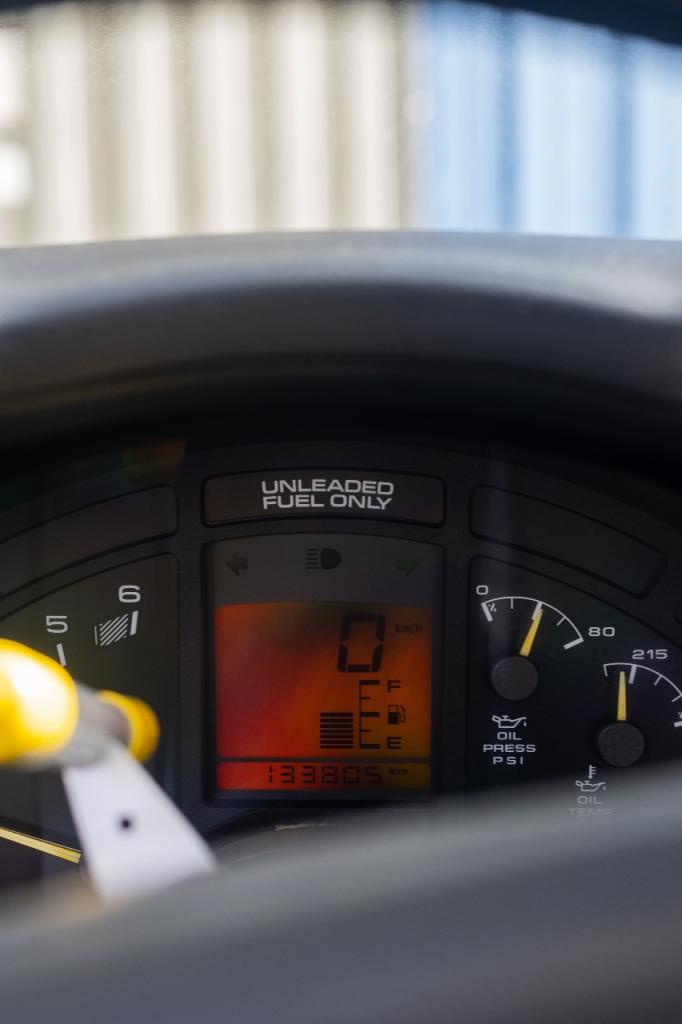 UNLEADED
FUEL ONLY
5
6
0
km/h
F
E
133805 km
0
80
OIL
PRESS
PSI
215
OIL
TEMP